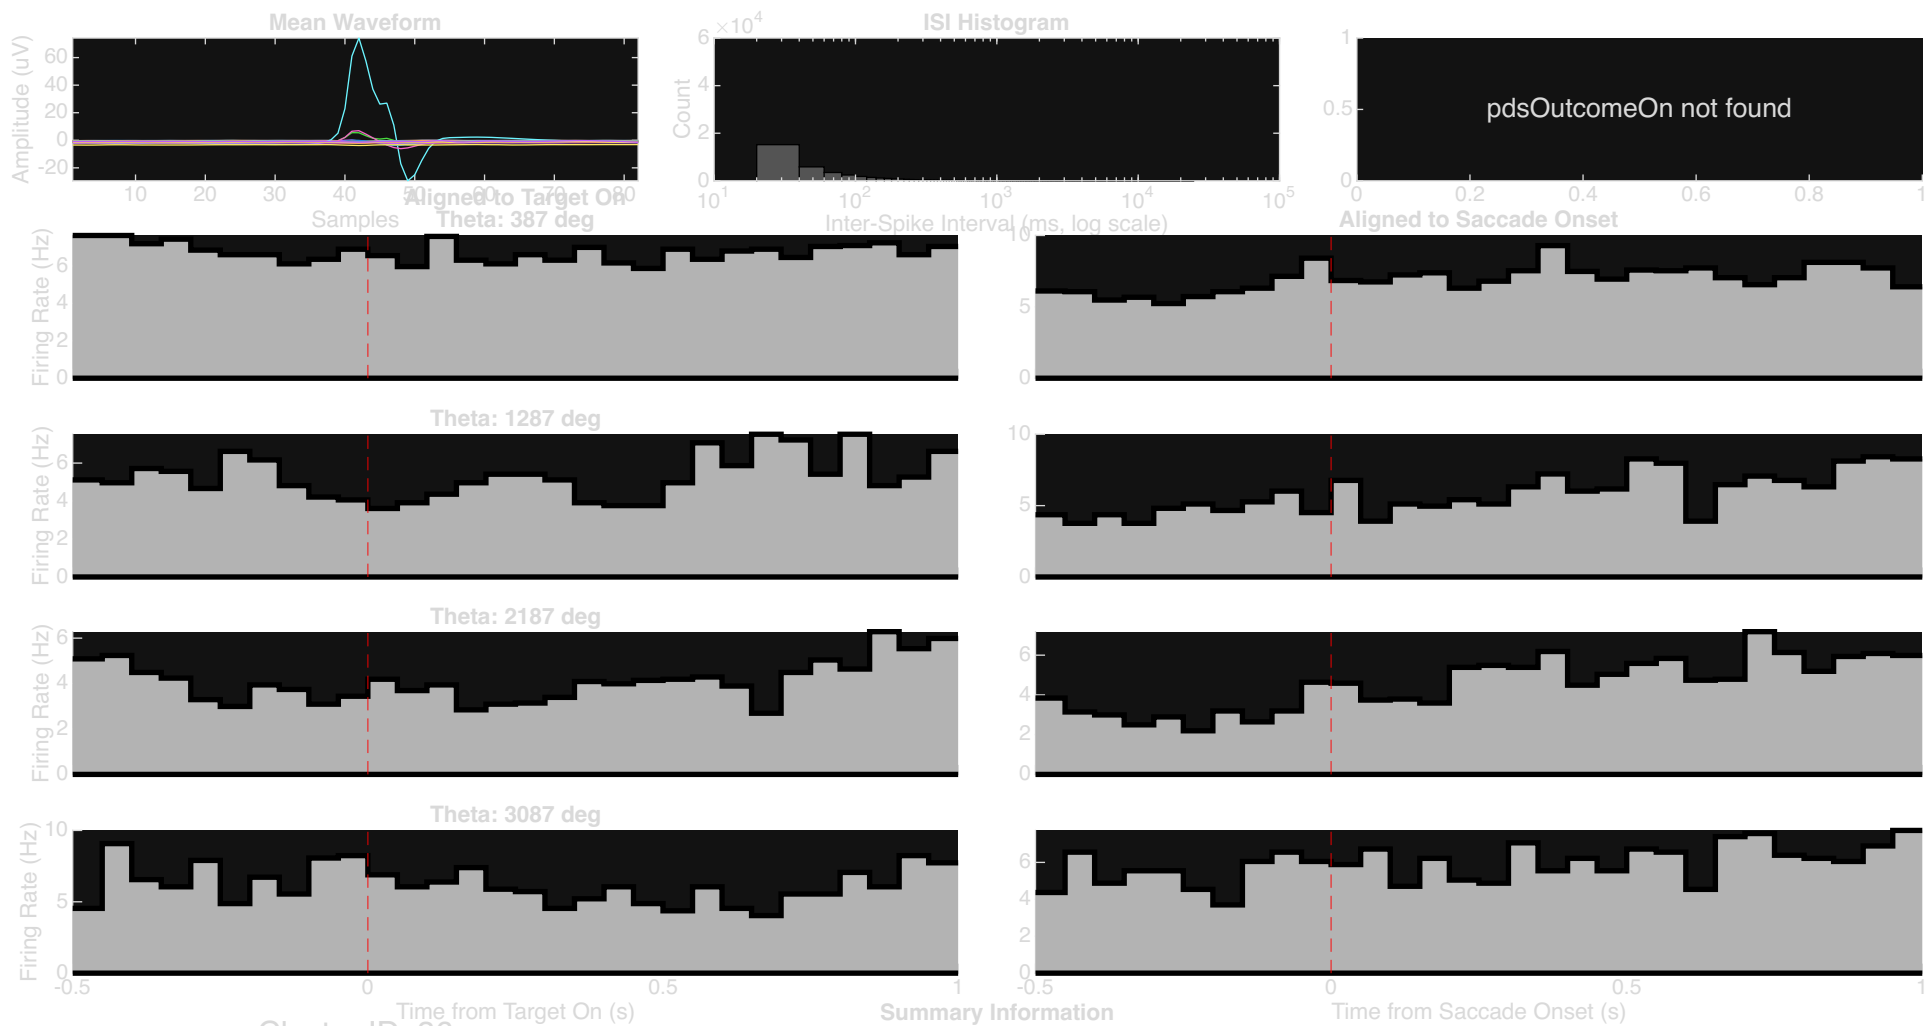 Mean Waveform
Amplitude (uV)
60
40
20
0
-20
10 20 30 40 50 60 70 80
Samples
ISI Histogram
×10^4
Count
6
4
2
0
10^1 10^2 10^3 10^4 10^5
Inter-Spike Interval (ms, log scale)
1
0.5
0
pdsOutcomeOn not found
0 0.2 0.4 0.6 0.8 1
Aligned to Target On
Theta: 387 deg
Firing Rate (Hz)
6
4
2
0
Aligned to Saccade Onset
10
5
0
Theta: 1287 deg
Firing Rate (Hz)
6
4
2
0
10
5
0
Theta: 2187 deg
Firing Rate (Hz)
6
4
2
0
6
4
2
0
Theta: 3087 deg
Firing Rate (Hz)
10
5
0
-0.5 0 0.5 1
Time from Target On (s)
6
4
2
0
-0.5 0 0.5 1
Time from Saccade Onset (s)
Summary Information
Cluster ID: